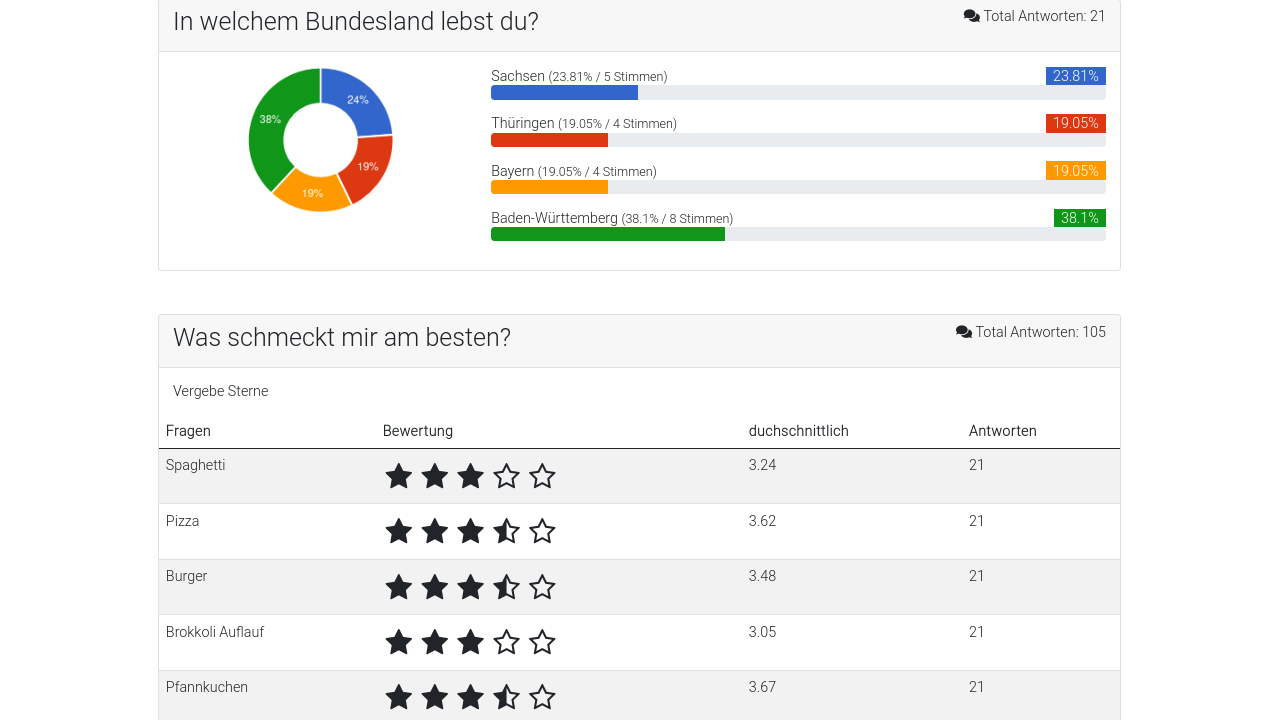 In welchem Bundesland lebst du?
Total Antworten: 21
24%
38%
19%
19%
Sachsen (23.81% / 5 Stimmen)
23.81%
Thüringen (19.05% / 4 Stimmen)
19.05%
Bayern (19.05% / 4 Stimmen)
19.05%
Baden-Württemberg (38.1% / 8 Stimmen)
38.1%
Was schmeckt mir am besten?
Total Antworten: 105
Vergebe Sterne
Fragen Bewertung duchschnittlich Antworten
Spaghetti 3.24 21
Pizza 3.62 21
Burger 3.48 21
Brokkoli Auflauf 3.05 21
Pfannkuchen 3.67 21